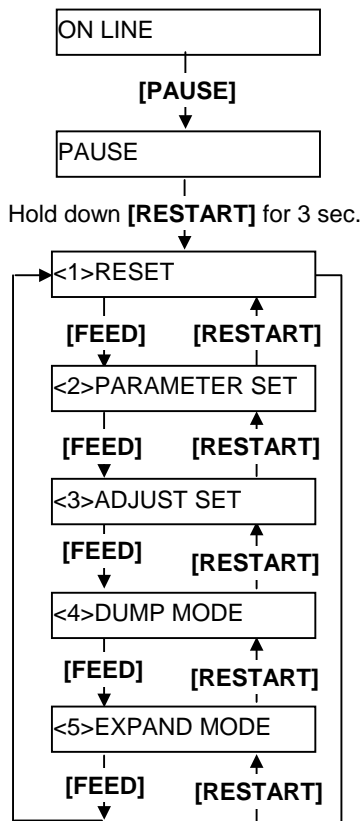 ON LINE
[PAUSE]
PAUSE
Hold down [RESTART] for 3 sec.
<1>RESET
[FEED] [RESTART]
<2>PARAMETER SET
[FEED] [RESTART]
<3>ADJUST SET
[FEED] [RESTART]
<4>DUMP MODE
[FEED] [RESTART]
<5>EXPAND MODE
[FEED] [RESTART]